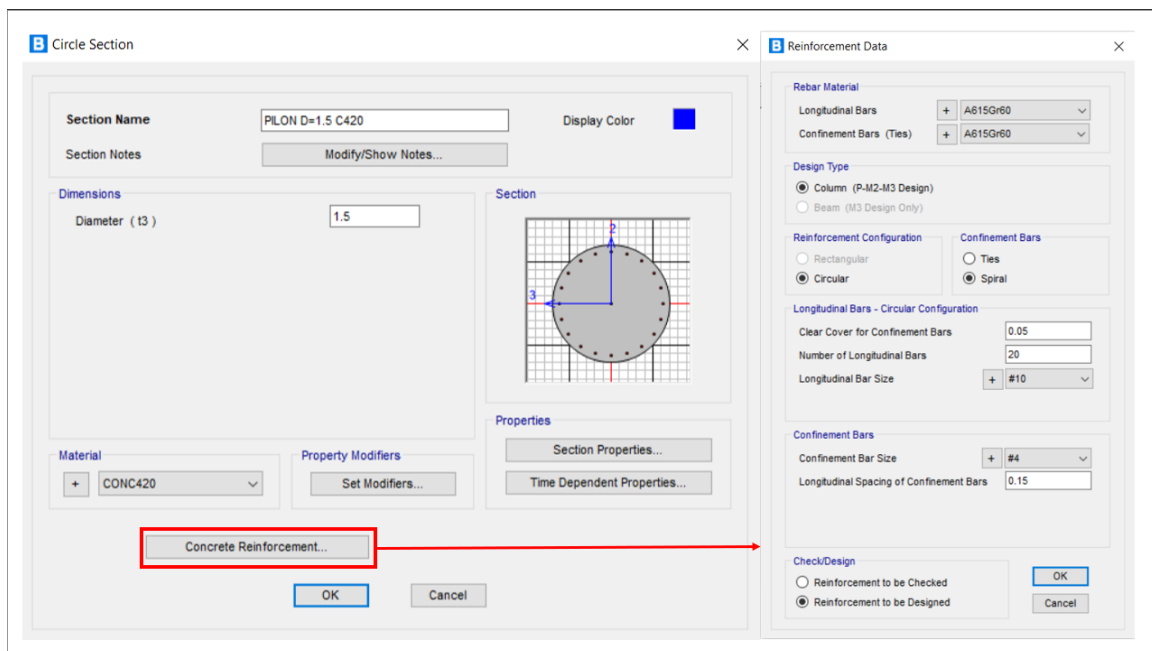 B Circle Section
Section Name
PILON D=1.5 C420
Display Color
Section Notes
Modify/Show Notes...
Dimensions
Diameter ( t3 )
1.5
Section
2
3
Properties
Section Properties...
Time Dependent Properties...
Material
+ CONC420
Property Modifiers
Set Modifiers...
Concrete Reinforcement...
OK
Cancel
B Reinforcement Data
Rebar Material
Longitudinal Bars + A615Gr60
Confinement Bars (Ties) + A615Gr60
Design Type
Column (P-M2-M3 Design)
Beam (M3 Design Only)
Reinforcement Configuration
Rectangular
Circular
Confinement Bars
Ties
Spiral
Longitudinal Bars - Circular Configuration
Clear Cover for Confinement Bars 0.05
Number of Longitudinal Bars 20
Longitudinal Bar Size + #10
Confinement Bars
Confinement Bar Size + #4
Longitudinal Spacing of Confinement Bars 0.15
Check/Design
Reinforcement to be Checked
Reinforcement to be Designed
OK
Cancel